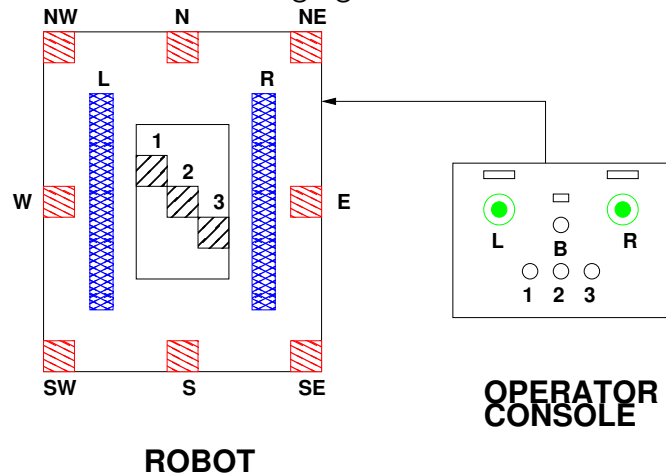 NW N NE
L R
1
2
3
W E
L B R
1 2 3
SW S SE
OPERATOR
CONSOLE
ROBOT